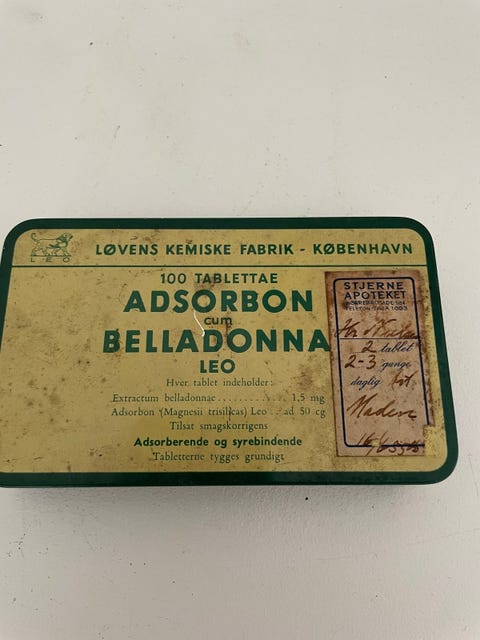 LEO
LØVENS KEMISKE FABRIK - KØBENHAVN
100 TABLETTAE
ADSORBON
cum
BELLADONNA
LEO
Hver tablet indeholder:
Extractum belladonnae............ 1,5 mg
Adsorbon (Magnesii trisilicas) Leo .. ad 50 cg
Tilsat smagskorrigens
Adsorberende og syrebindende
Tabletterne tygges grundigt
STJERNE
APOTEKET
TELEFON
2 tablet
2-3 gange
daglig